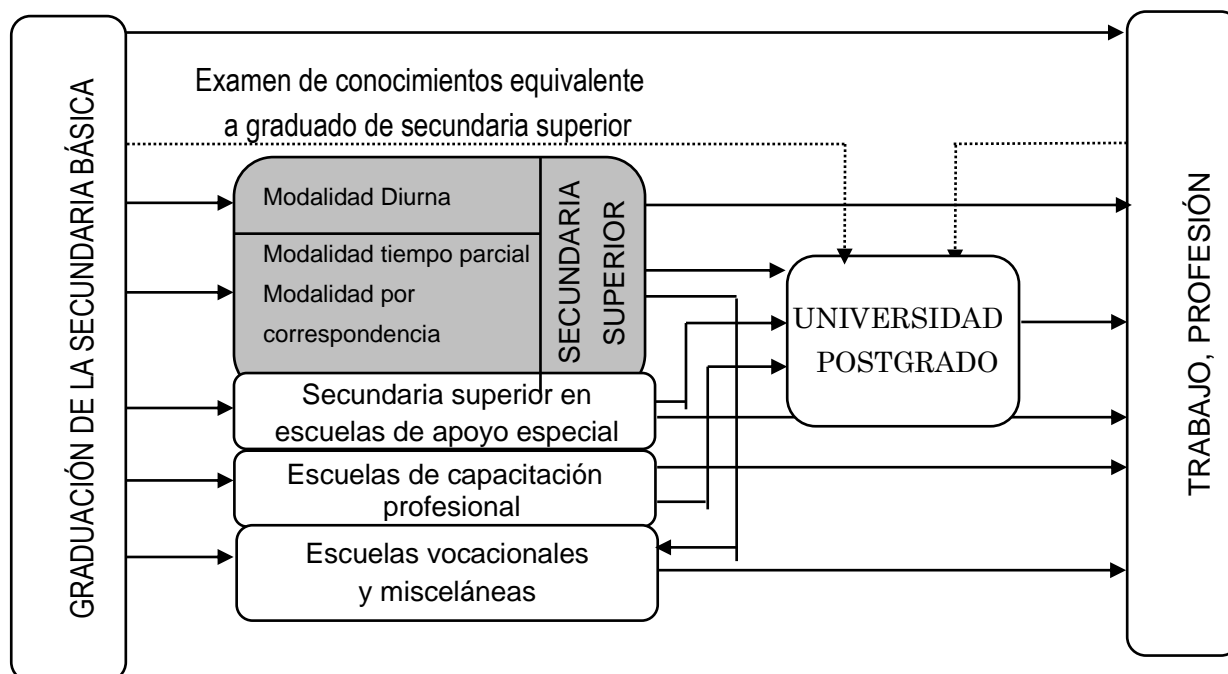 GRADUACIÓN DE LA SECUNDARIA BÁSICA
Examen de conocimientos equivalente
a graduado de secundaria superior
Modalidad Diurna
Modalidad tiempo parcial
Modalidad por
correspondencia
SECUNDARIA
SUPERIOR
Secundaria superior en
escuelas de apoyo especial
Escuelas de capacitación
profesional
Escuelas vocacionales
y misceláneas
UNIVERSIDAD
POSTGRADO
TRABAJO, PROFESIÓN